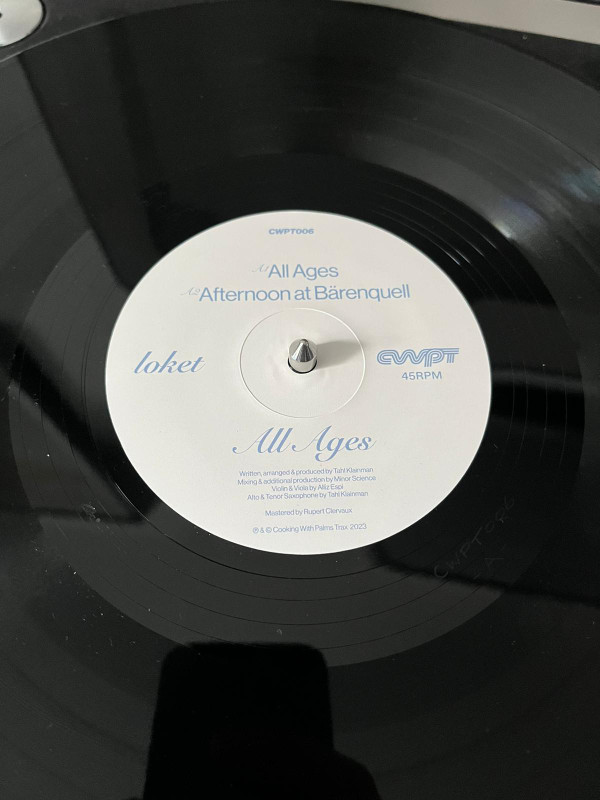 CWPT006
A1 All Ages
A2 Afternoon at Bärenquell
loket
CWPT
45RPM
All Ages
Written, arranged & produced by Tahl Kleinman
Mixing & additional production by Minor Science
Violin & Viola by Alliz Espi
Alto & Tenor Saxophone by Tahl Kleinman
Mastered by Rupert Clervaux
℗ & © Cooking With Palms Trax 2023